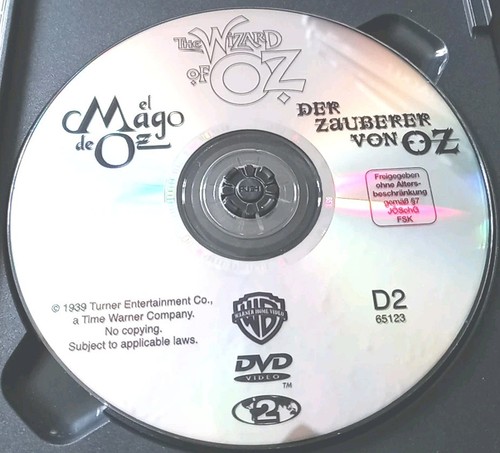 THE WIZARD
OF OZ
el
Mago
de Oz
DER
ZAUBERER
VON OZ
Freigegeben
ohne Alters-
beschränkung
gemäß §7
JÖSchG
FSK
© 1939 Turner Entertainment Co.,
a Time Warner Company.
No copying.
Subject to applicable laws.
WARNER HOME VIDEO
DVD
VIDEO
TM
D2
65123
2